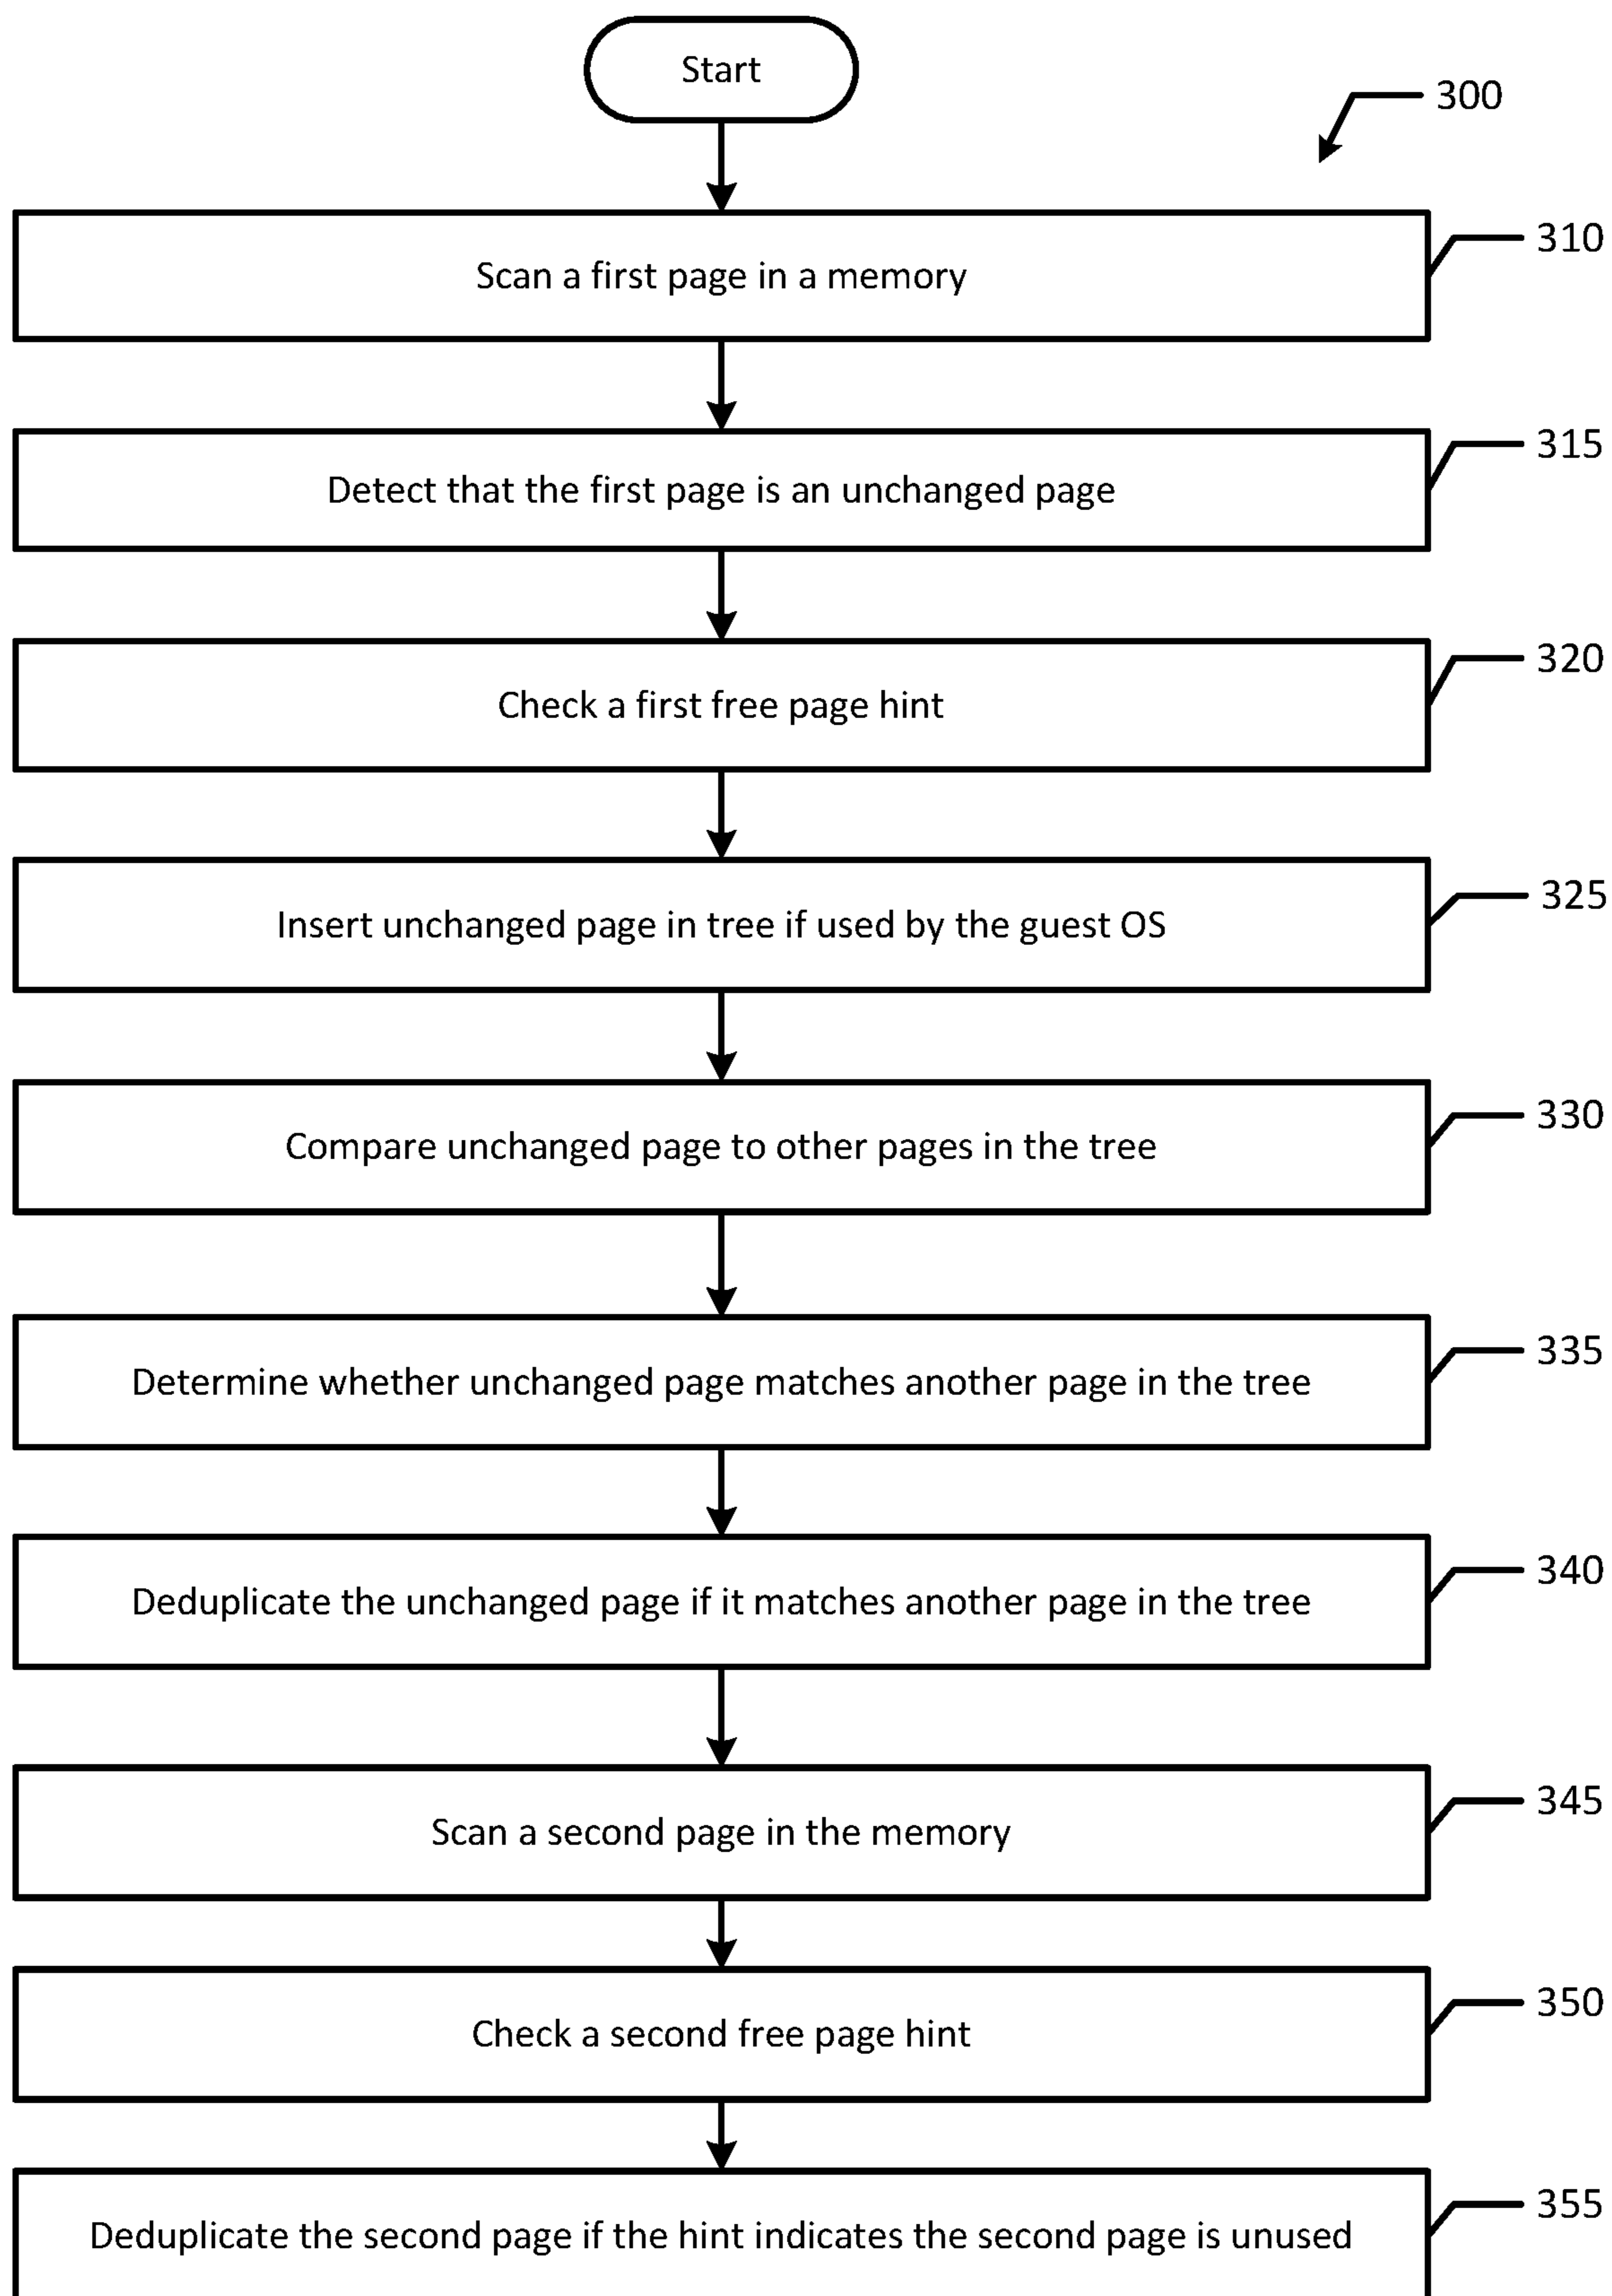 Start
300
Scan a first page in a memory
310
Detect that the first page is an unchanged page
315
Check a first free page hint
320
Insert unchanged page in tree if used by the guest OS
325
Compare unchanged page to other pages in the tree
330
Determine whether unchanged page matches another page in the tree
335
Deduplicate the unchanged page if it matches another page in the tree
340
Scan a second page in the memory
345
Check a second free page hint
350
Deduplicate the second page if the hint indicates the second page is unused
355